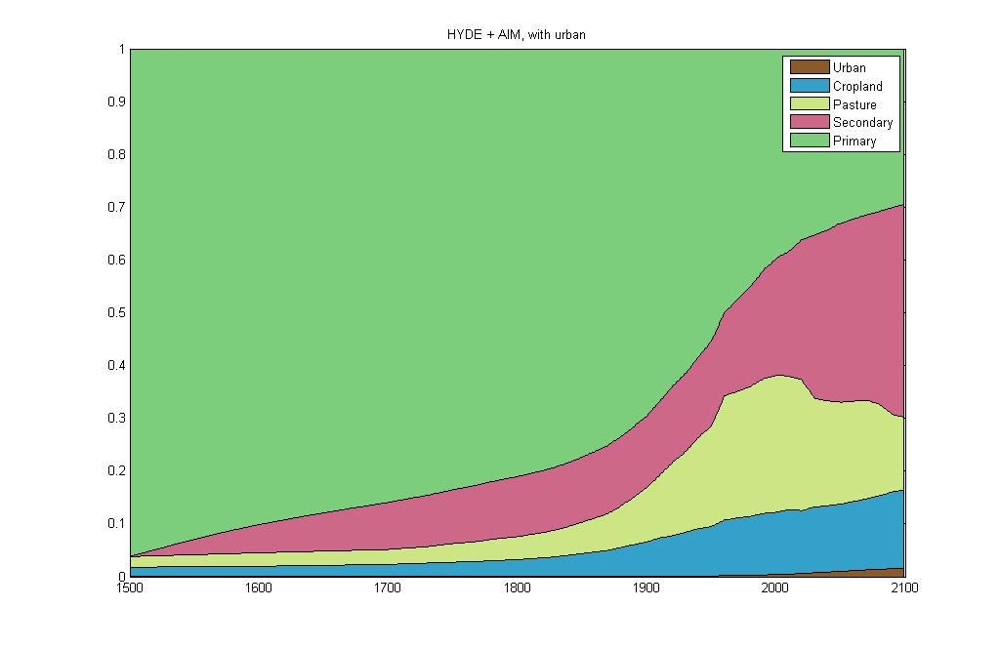 HYDE + AIM, with urban
1
0.9
0.8
0.7
0.6
0.5
0.4
0.3
0.2
0.1
0
Urban
Cropland
Pasture
Secondary
Primary
1500 1600 1700 1800 1900 2000 2100